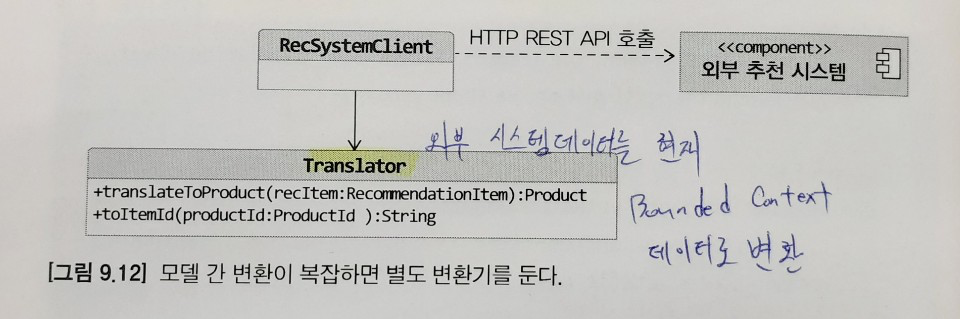 RecSystemClient
HTTP REST API 호출
<<component>>
외부 추천 시스템
외부 시스템데이터를 현재
Bounded Context
데이터로 변환
Translator
+translateToProduct(recItem:RecommendationItem):Product
+toItemId(productId:ProductId ):String
[그림 9.12] 모델 간 변환이 복잡하면 별도 변환기를 둔다.